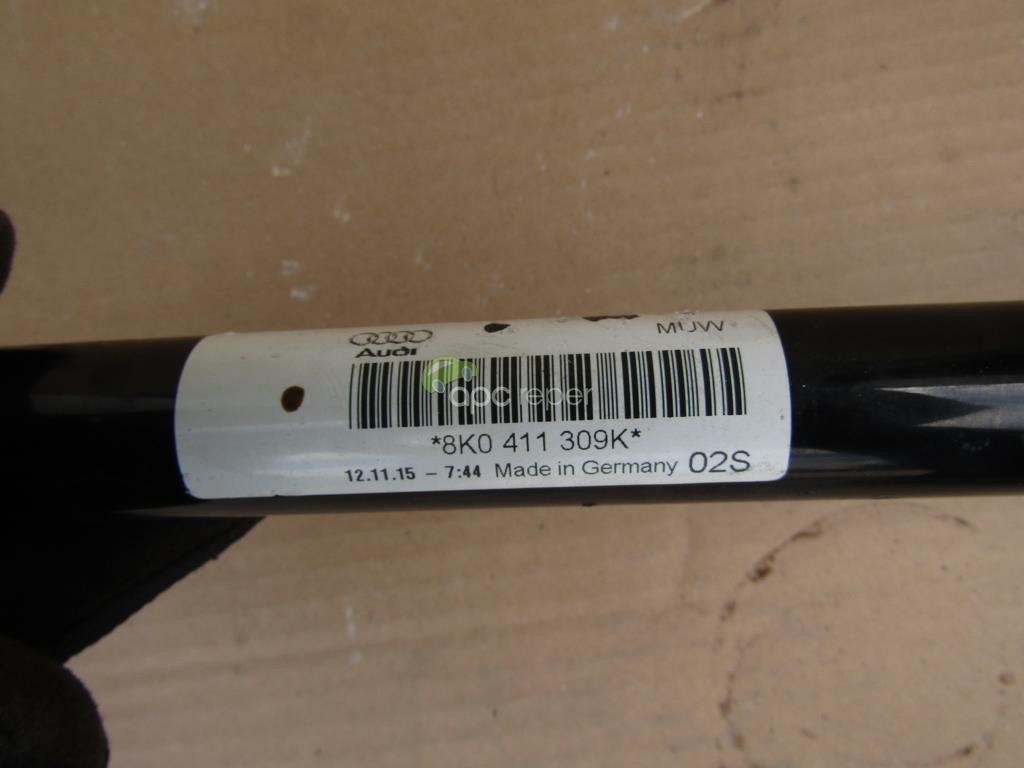 MUW
Audi
apc reper
*8K0 411 309K*
12.11.15 – 7:44 Made in Germany 02S